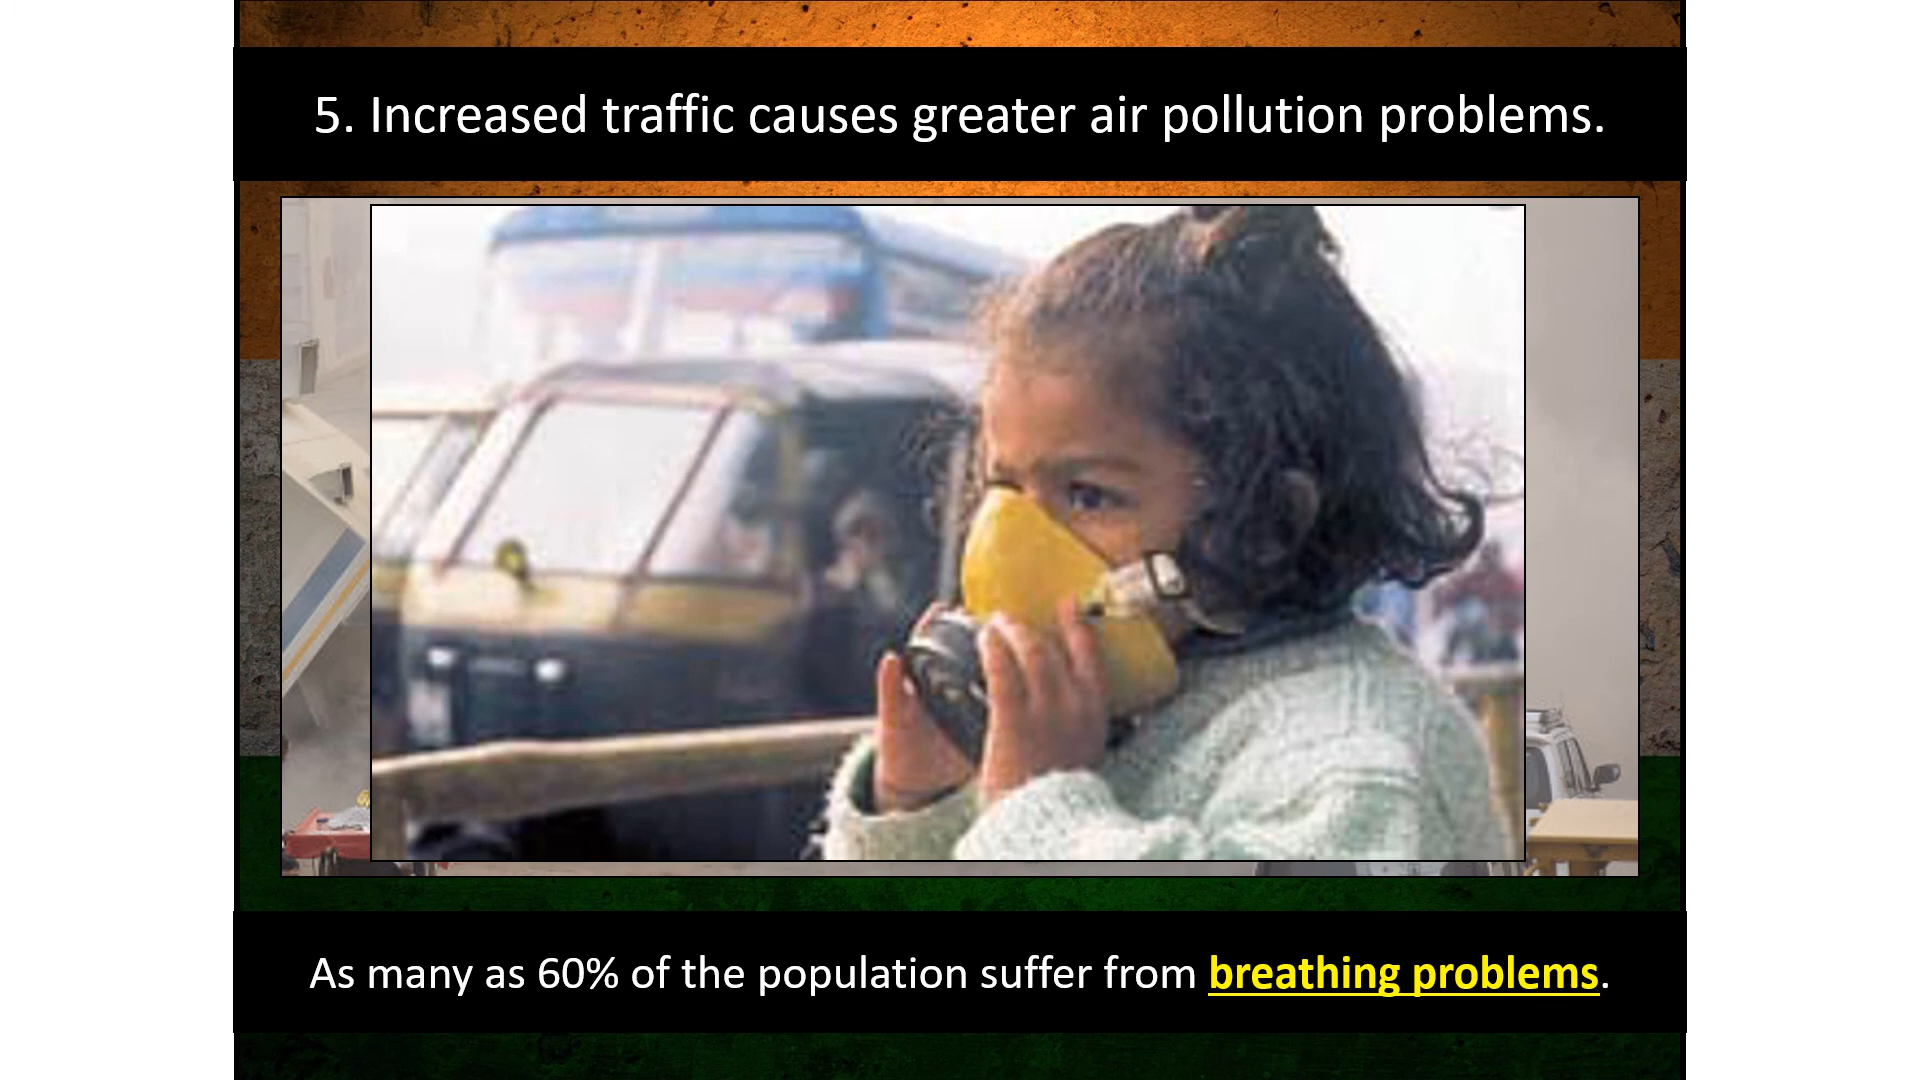 5. Increased traffic causes greater air pollution problems.
As many as 60% of the population suffer from breathing problems.